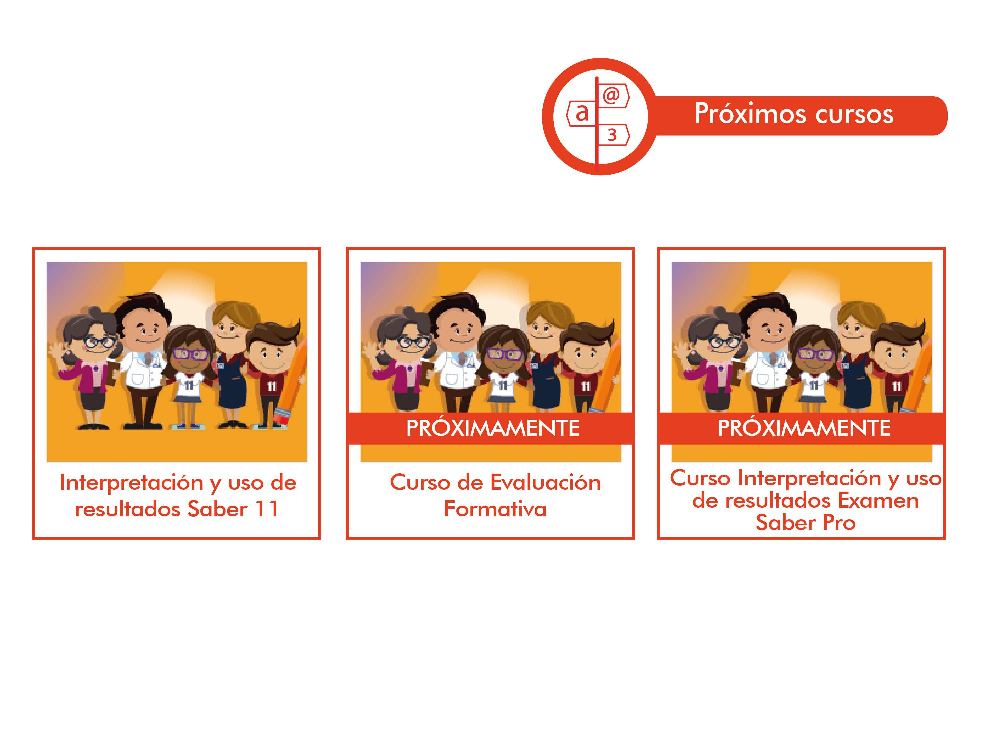 @
a
3
Próximos cursos
11
11
Interpretación y uso de
resultados Saber 11
11
11
PRÓXIMAMENTE
Curso de Evaluación
Formativa
11
11
PRÓXIMAMENTE
Curso Interpretación y uso
de resultados Examen
Saber Pro